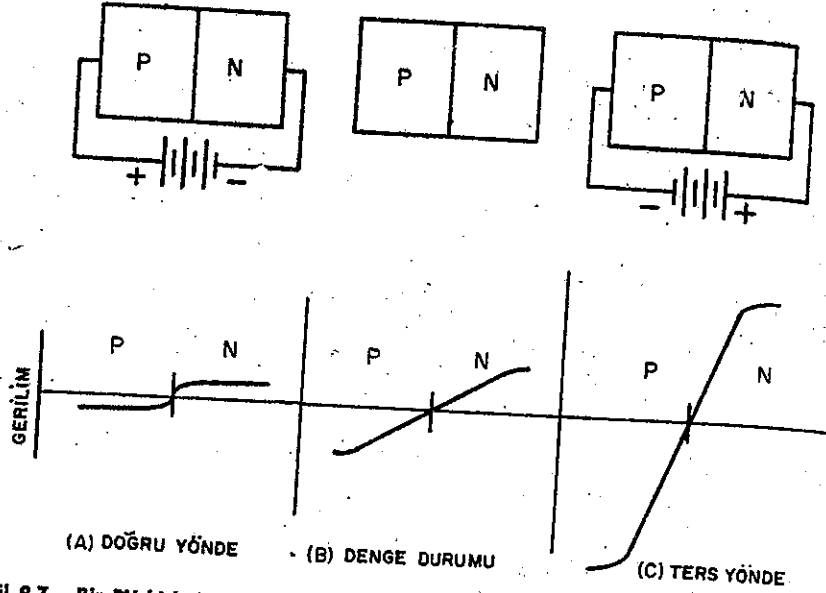 P N
P N
P N
+ -
- +
GERİLİM
P N
P N
P N
(A) DOĞRU YÖNDE
(B) DENGE DURUMU
(C) TERS YÖNDE